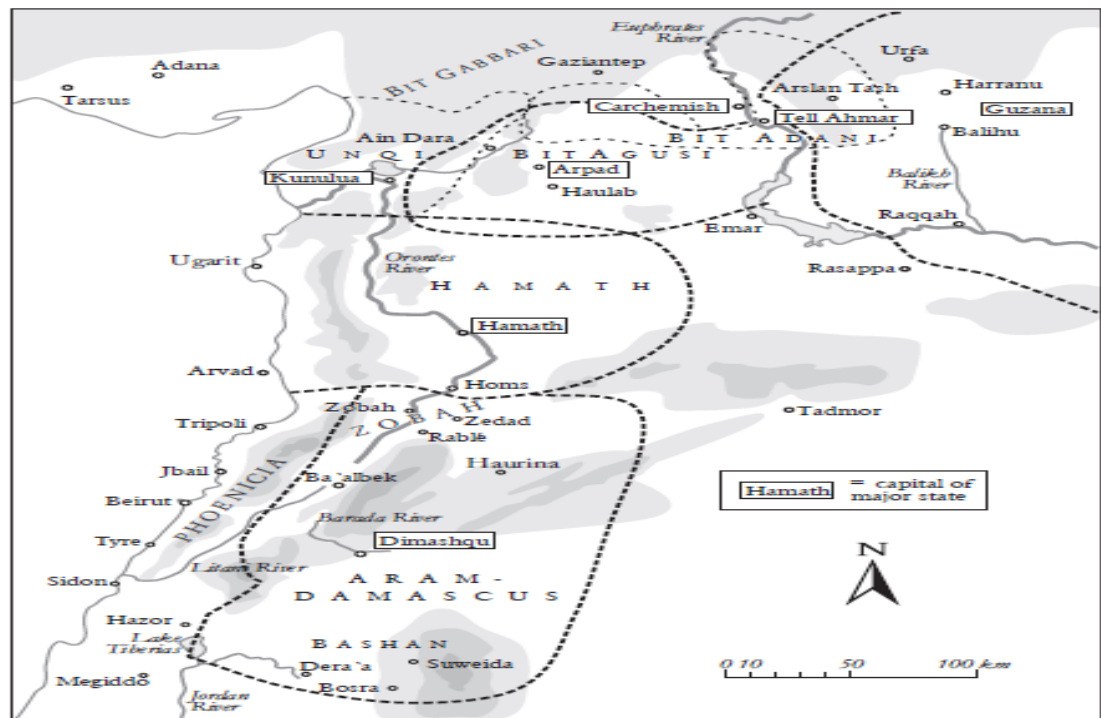 Euphrates
River
Adana
Tarsus
BIT GABBARI
Gaziantep
Urfa
Arslan Tash
Harranu
Carchemish
Guzana
Tell Ahmar
Balihu
Ain Dara
UNQI
BIT AGUSI
BIT ADANI
Kunulua
Arpad
Haulab
Balikh
River
Emar
Raqqah
Ugarit
Orontes
River
Rasappa
HAMATH
Hamath
Arvad
Homs
Zobah
ZOBAH
Zedad
Tadmor
Tripoli
Rablē
Jbail
Ba'albek
Haurina
PHOENICIA
Beirut
Barada River
Hamath = capital of
major state
Tyre
Dimashqu
N
Litani River
Sidon
ARAM-
DAMASCUS
Hazor
Lake
Tiberias
BASHAN
Dera'a
Suweida
Megiddo
Bosra
Jordan
River
0 10 50 100 km